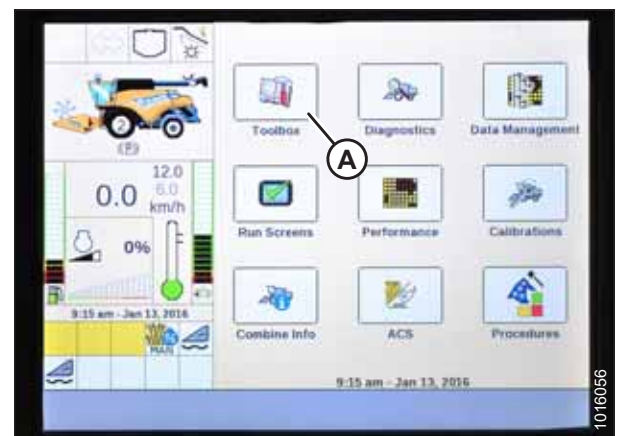 Toolbox
Diagnostics
Data Management
A
2
(P)
12.0
0.0
6.0
km/h
Run Screens
Performance
Calibrations
0%
9:15 am - Jan 13, 2016
MAN
Combine Info
ACS
Procedures
9:15 am - Jan 13, 2016
1016056